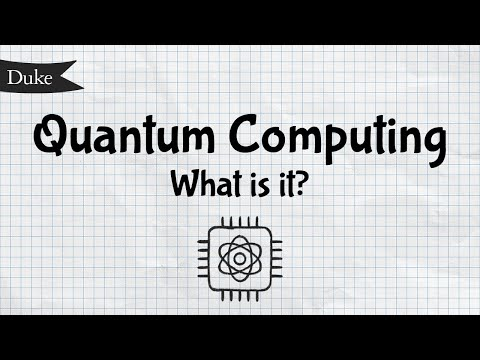 Duke
Quantum Computing
What is it?